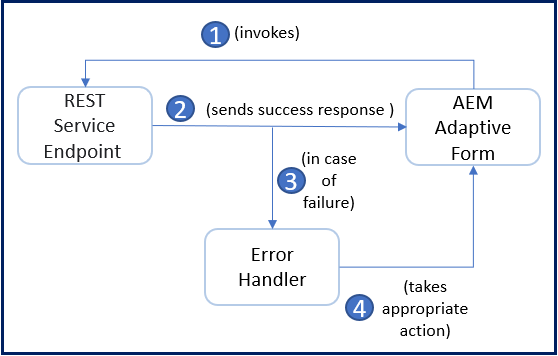 1 (invokes)
REST
Service
Endpoint
2 (sends success response )
AEM
Adaptive
Form
3 (in case
of
failure)
Error
Handler
4 (takes
appropriate
action)